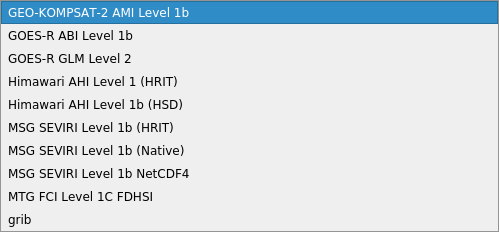 GEO-KOMPSAT-2 AMI Level 1b
GOES-R ABI Level 1b
GOES-R GLM Level 2
Himawari AHI Level 1 (HRIT)
Himawari AHI Level 1b (HSD)
MSG SEVIRI Level 1b (HRIT)
MSG SEVIRI Level 1b (Native)
MSG SEVIRI Level 1b NetCDF4
MTG FCI Level 1C FDHSI
grib